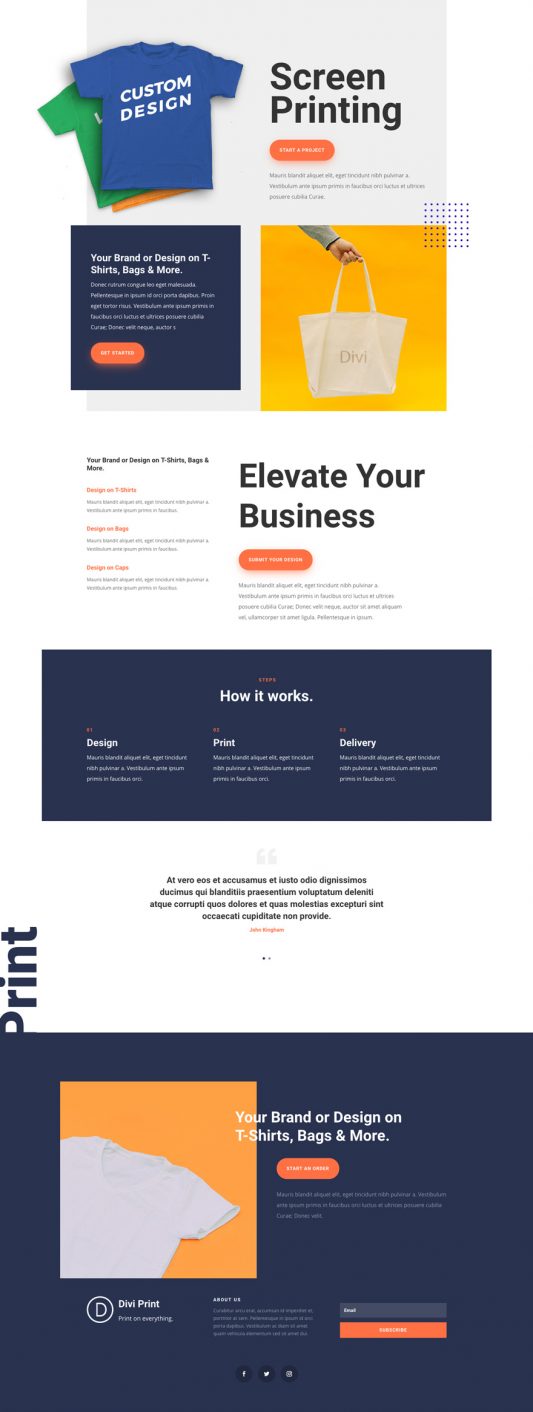 CUSTOM
DESIGN
Screen
Printing
START A PROJECT
Mauris blandit aliquet elit, eget tincidunt nibh pulvinar a.
Vestibulum ante ipsum primis in faucibus orci luctus et ultrices
posuere cubilia Curae.
Your Brand or Design on T-
Shirts, Bags & More.
Donec rutrum congue leo eget malesuada.
Pellentesque in ipsum id orci porta dapibus. Proin
eget tortor risus. Vestibulum ante ipsum primis in
faucibus orci luctus et ultrices posuere cubilia
Curae; Donec velit neque, auctor s
GET STARTED
Divi
Your Brand or Design on T-Shirts, Bags &
More.
Design on T-Shirts
Mauris blandit aliquet elit, eget tincidunt nibh pulvinar a.
Vestibulum ante ipsum primis in faucibus.
Design on Bags
Mauris blandit aliquet elit, eget tincidunt nibh pulvinar a.
Vestibulum ante ipsum primis in faucibus.
Design on Caps
Mauris blandit aliquet elit, eget tincidunt nibh pulvinar a.
Vestibulum ante ipsum primis in faucibus
Elevate Your
Business
SUBMIT YOUR DESIGN
Mauris blandit aliquet elit, eget tincidunt nibh pulvinar a.
Vestibulum ante ipsum primis in faucibus orci luctus et ultrices
posuere cubilia Curae; Donec velit neque, auctor sit amet aliquam
vel, ullamcorper sit amet ligula. Pellentesque in ipsum.
STEPS
How it works.
01
Design
Mauris blandit aliquet elit, eget tincidunt
nibh pulvinar a. Vestibulum ante ipsum
primis in faucibus orci.
02
Print
Mauris blandit aliquet elit, eget tincidunt
nibh pulvinar a. Vestibulum ante ipsum
primis in faucibus orci.
03
Delivery
Mauris blandit aliquet elit, eget tincidunt
nibh pulvinar a. Vestibulum ante ipsum
primis in faucibus orci.
At vero eos et accusamus et iusto odio dignissimos
ducimus qui blanditiis praesentium voluptatum deleniti
atque corrupti quos dolores et quas molestias excepturi sint
occaecati cupiditate non provide.
John Kingham
Print
Your Brand or Design on
T-Shirts, Bags & More.
START AN ORDER
Mauris blandit aliquet elit, eget tincidunt nibh pulvinar a. Vestibulum
ante ipsum primis in faucibus orci luctus et ultrices posuere cubilia
Curae; Donec velit.
D
Divi Print
Print on everything.
ABOUT US
Curabitur arcu erat, accumsan id imperdiet et,
porttitor at sem. Pellentesque in ipsum id orci
porta dapibus. Vestibulum ac diam sit amet
quam vehicula elementum sed sit amet dui.
Email
SUBSCRIBE